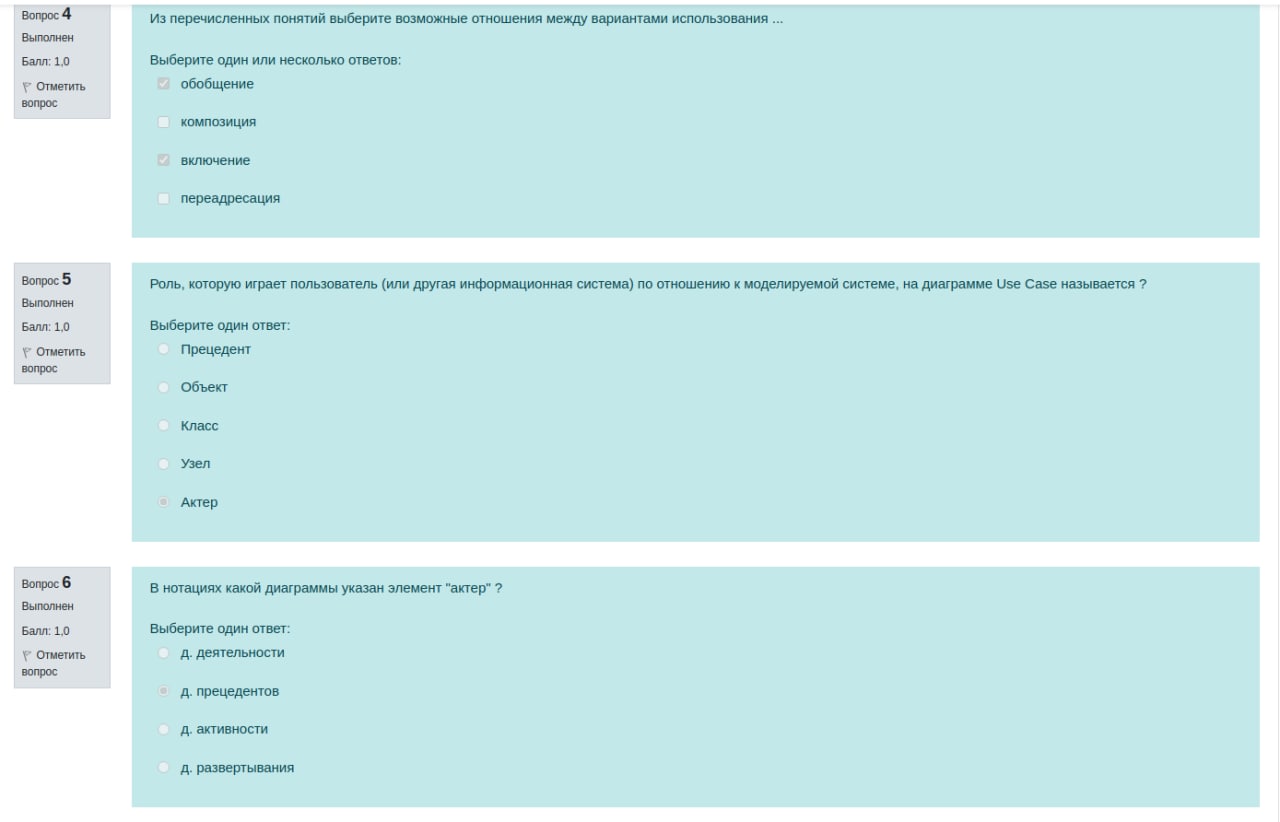 Вопрос 4
Выполнен
Балл: 1,0
Отметить
вопрос
Из перечисленных понятий выберите возможные отношения между вариантами использования ...
Выберите один или несколько ответов:
обобщение
композиция
включение
переадресация
Вопрос 5
Выполнен
Балл: 1,0
Отметить
вопрос
Роль, которую играет пользователь (или другая информационная система) по отношению к моделируемой системе, на диаграмме Use Case называется ?
Выберите один ответ:
Прецедент
Объект
Класс
Узел
Актер
Вопрос 6
Выполнен
Балл: 1,0
Отметить
вопрос
В нотациях какой диаграммы указан элемент "актер" ?
Выберите один ответ:
д. деятельности
д. прецедентов
д. активности
д. развертывания